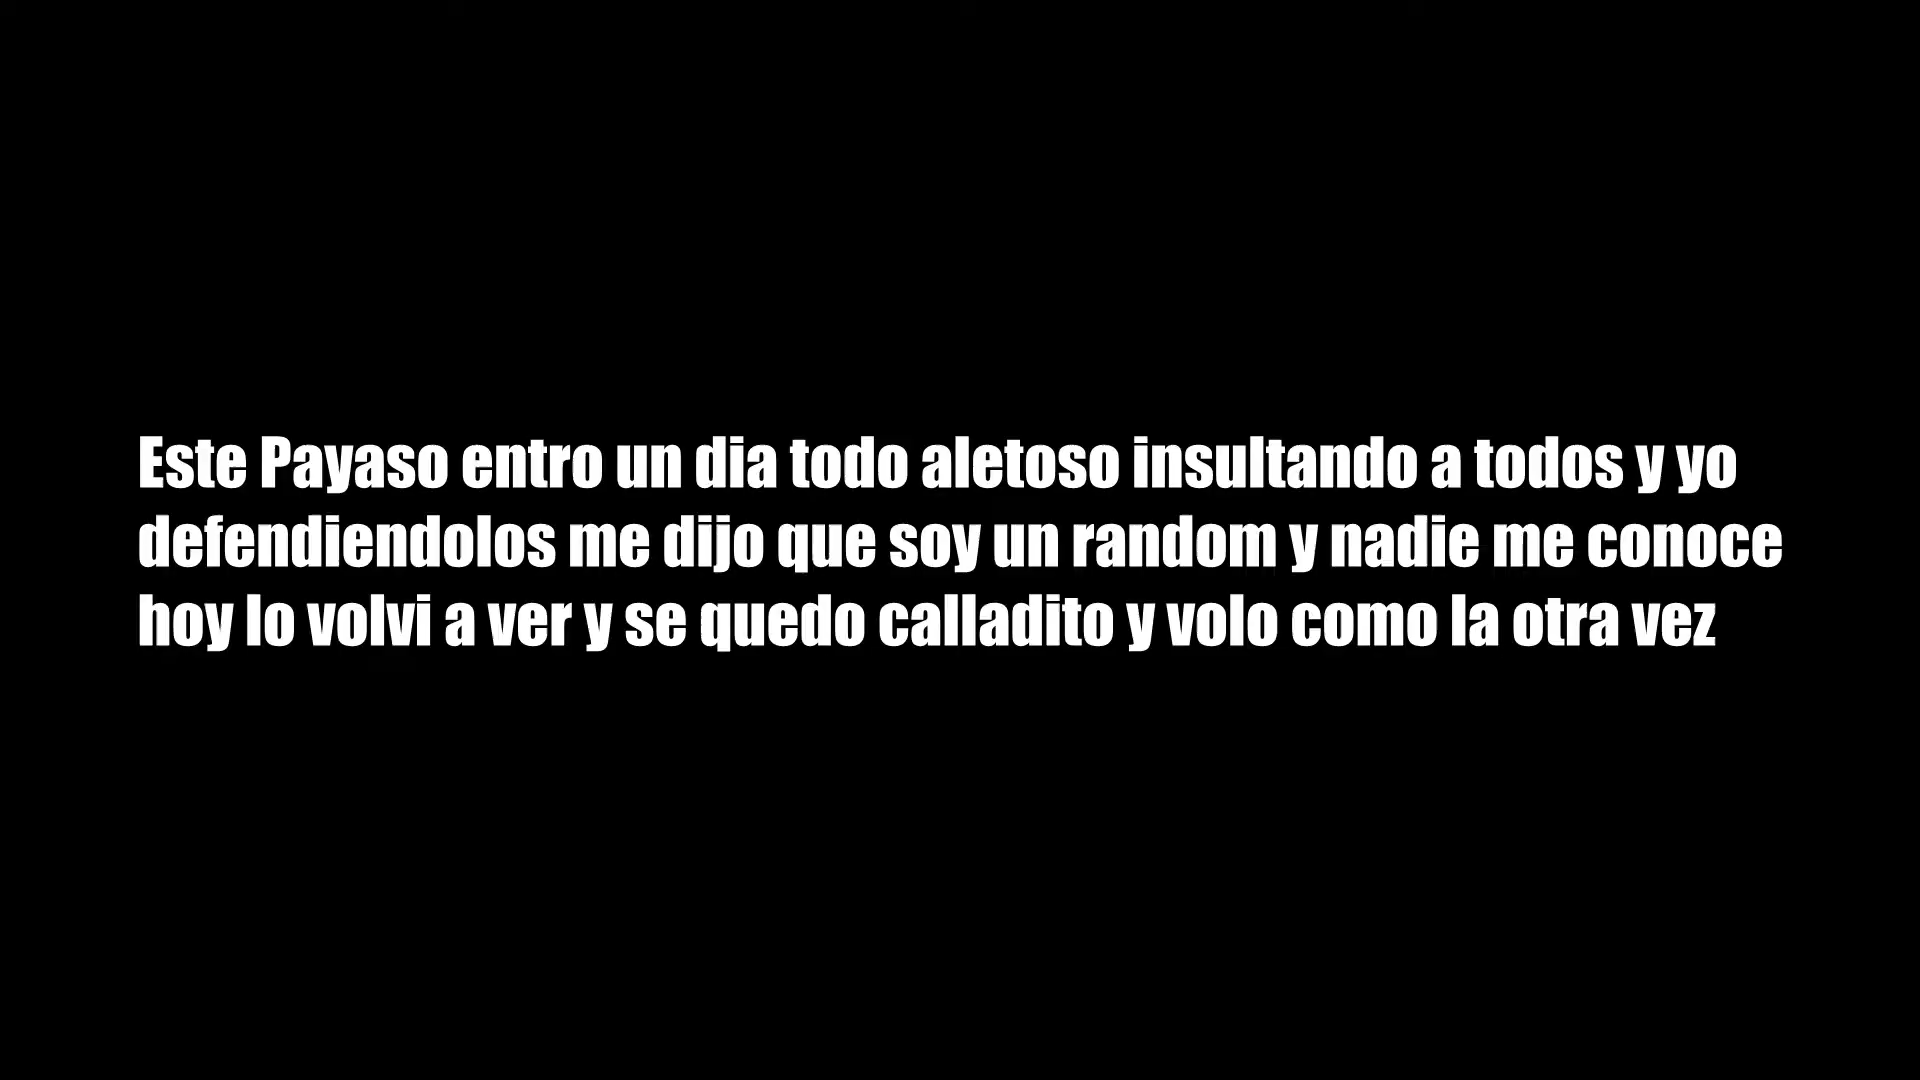 Este Payaso entro un dia todo aletoso insultando a todos y yo
defendiendolos me dijo que soy un random y nadie me conoce
hoy lo volvi a ver y se quedo calladito y volo como la otra vez